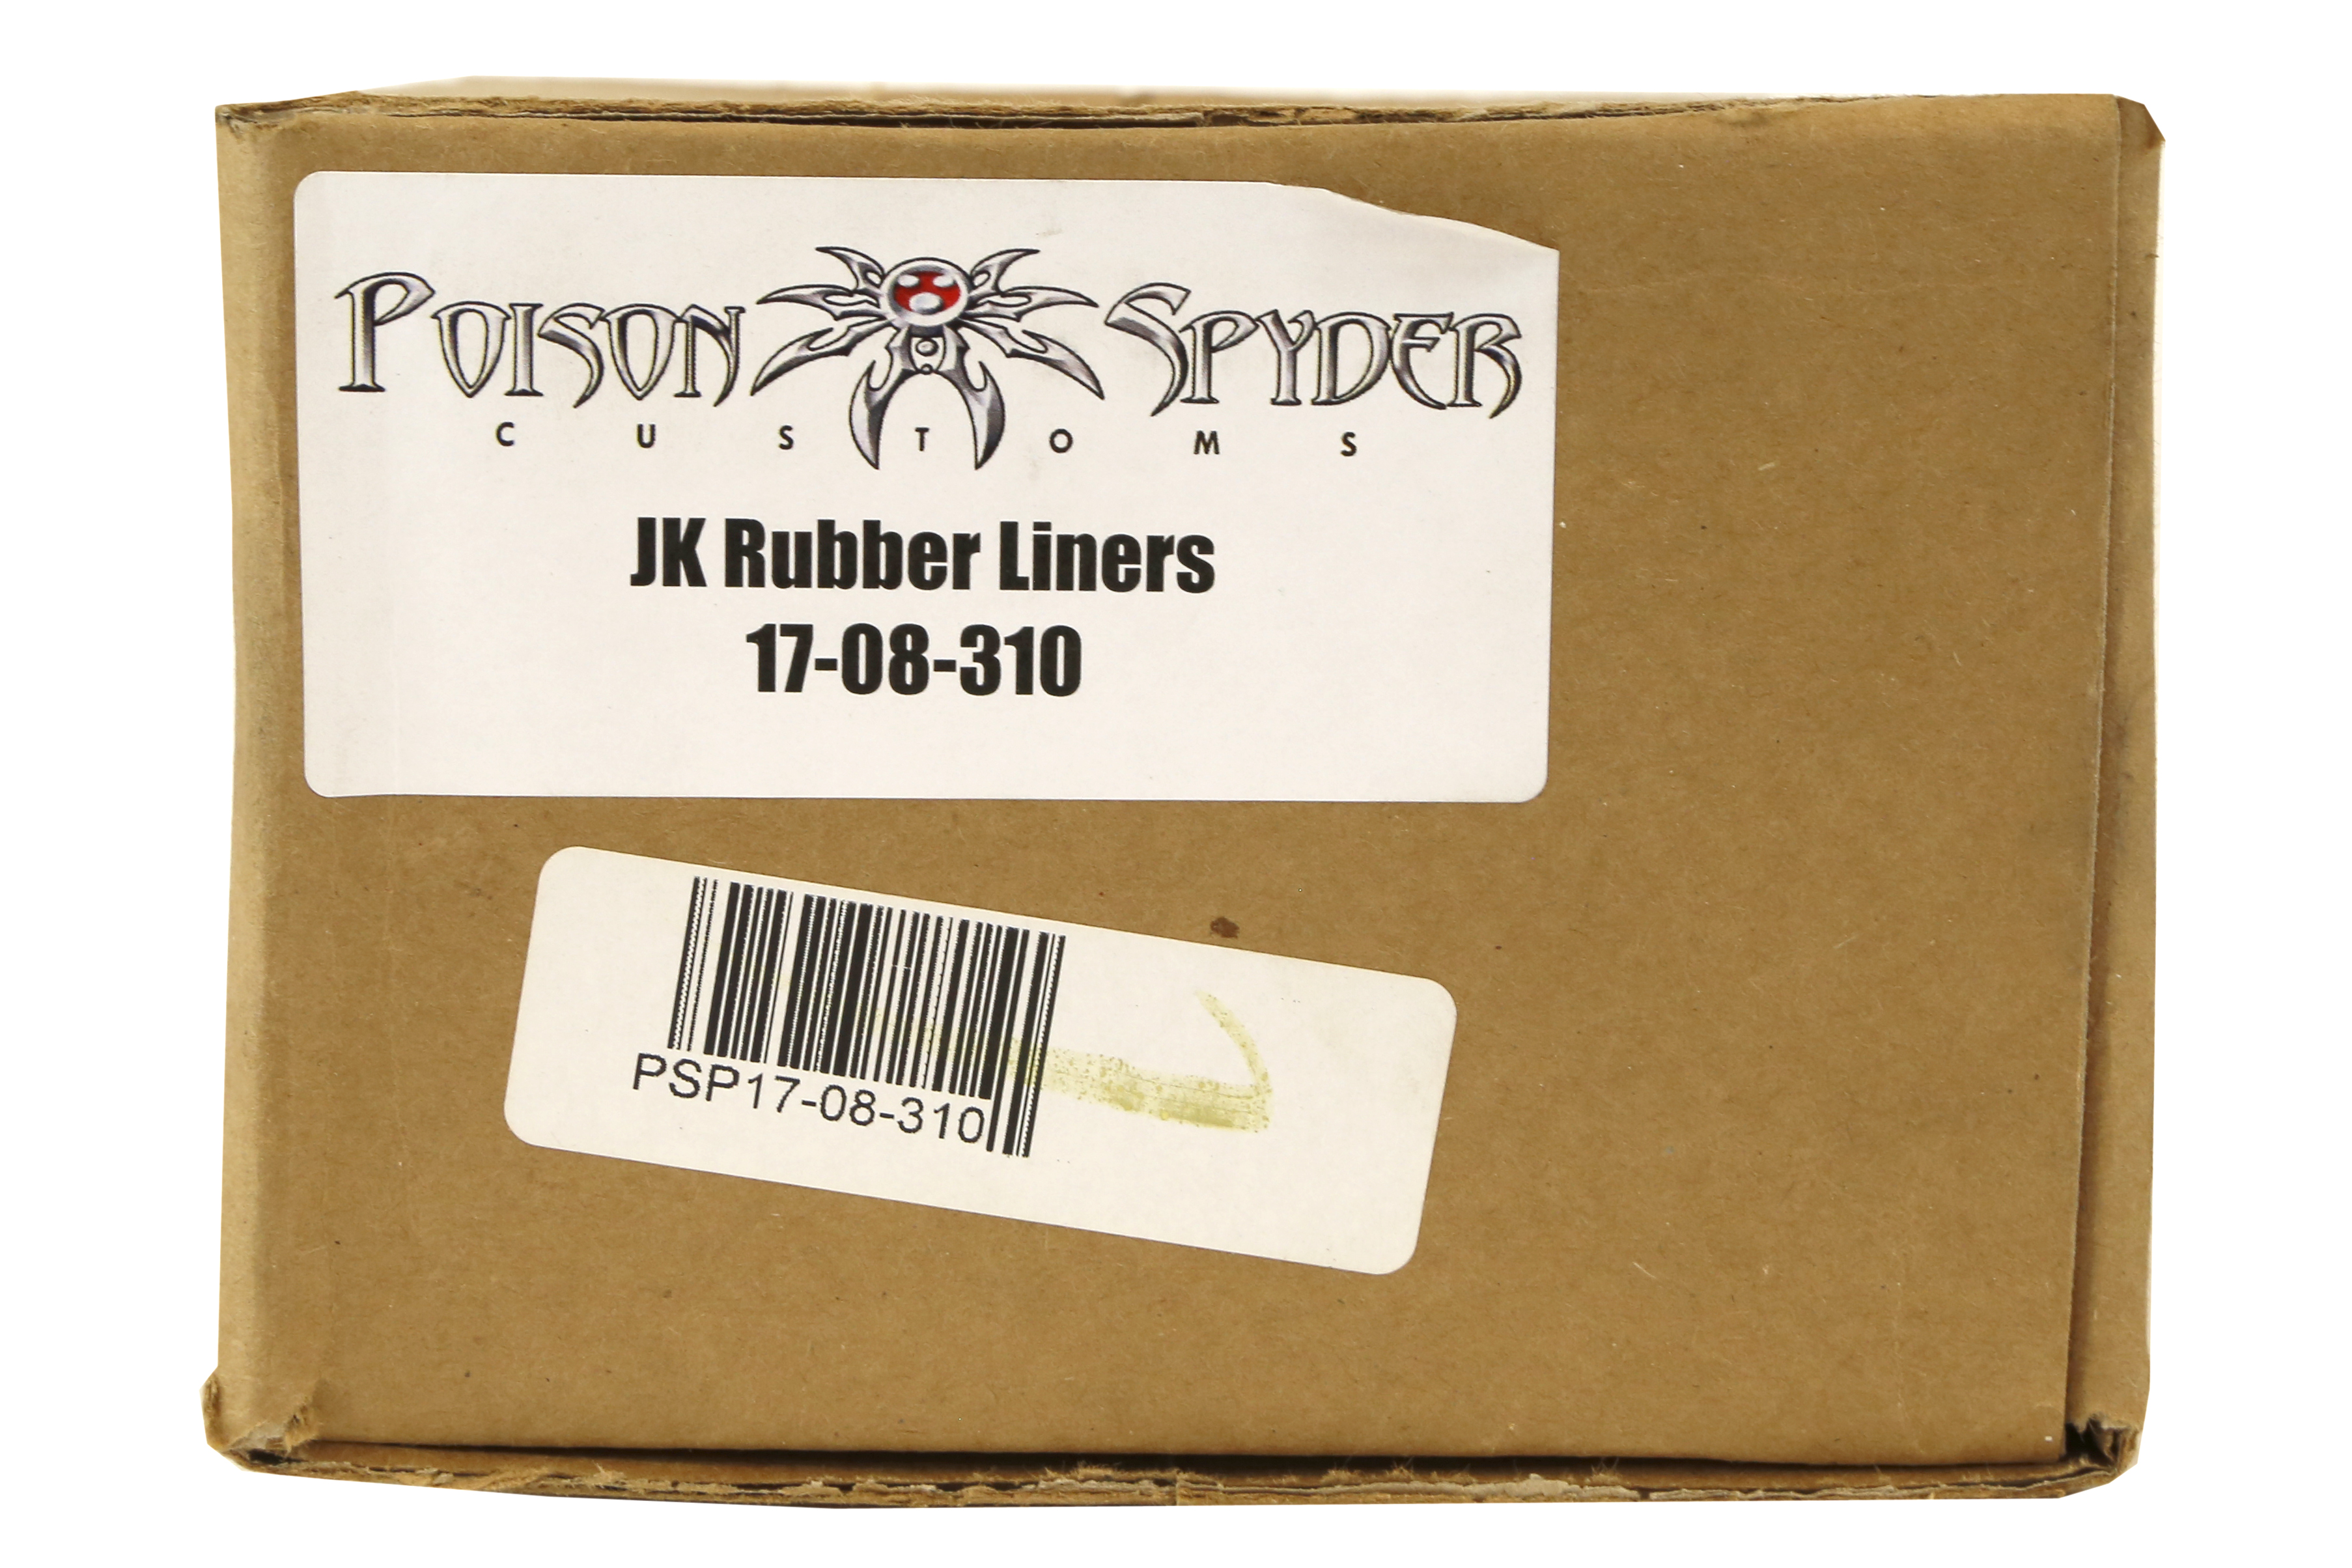 POISON SPYDER
CUSTOMS
JK Rubber Liners
17-08-310
PSP17-08-310